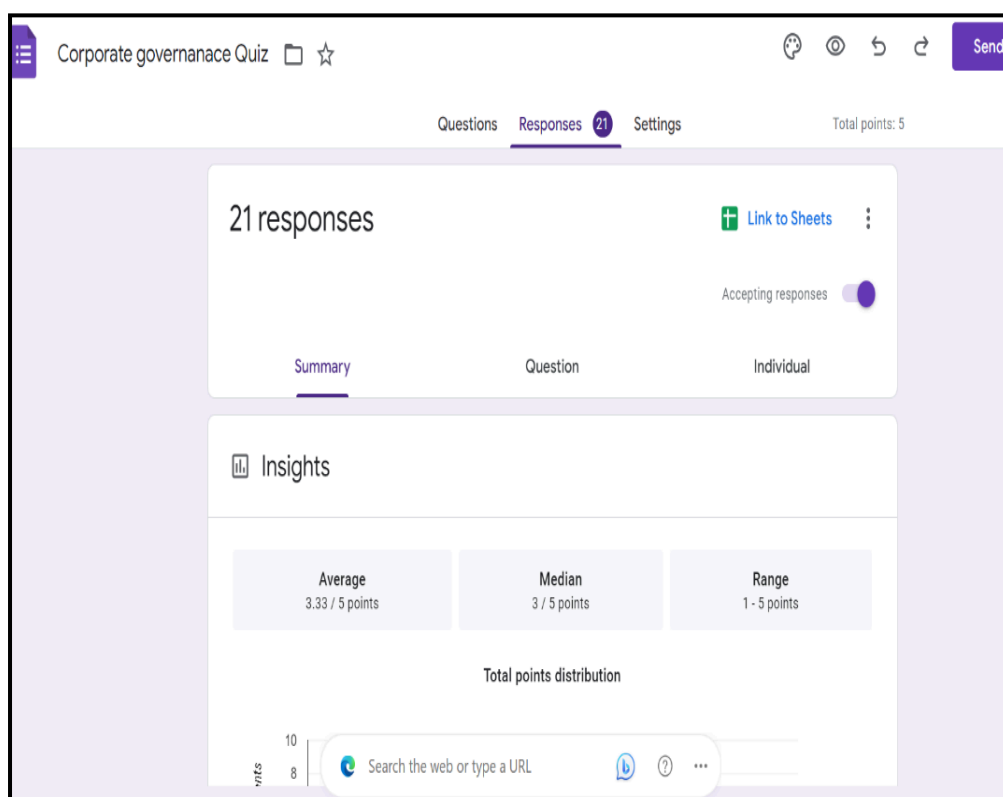 Corporate governanace Quiz
Send
Questions Responses 21 Settings Total points: 5
21 responses
Link to Sheets
Accepting responses
Summary Question Individual
Insights
Average Median Range
3.33 / 5 points 3 / 5 points 1 - 5 points
Total points distribution
10
8
Search the web or type a URL